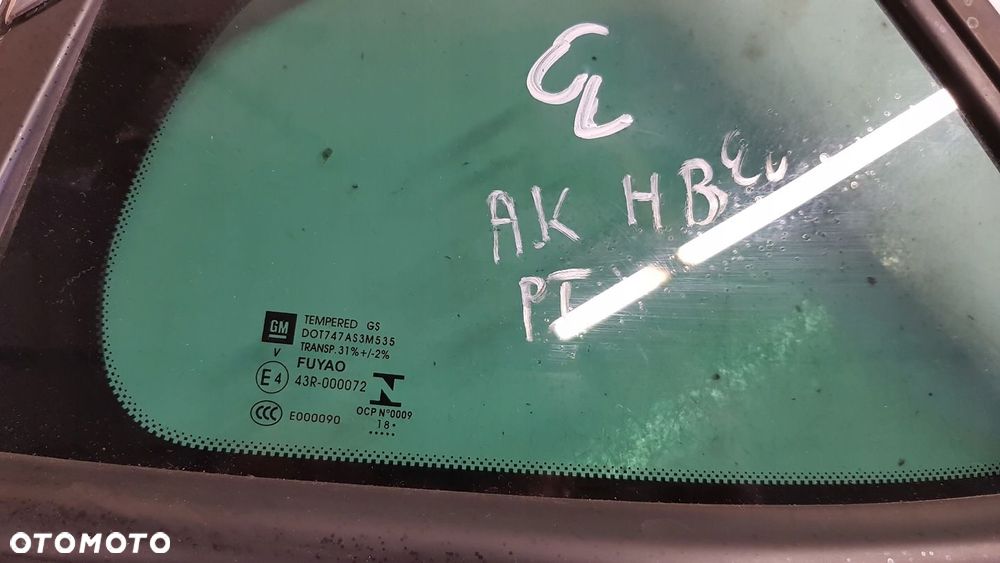 AK HB
PT
GM
TEMPERED GS
DOT747AS3M535
TRANSP.31%+/-2%
V
FUYAO
E4 43R-000072
CCC E000090
OCP N°0009
18•
•••••
OTOMOTO